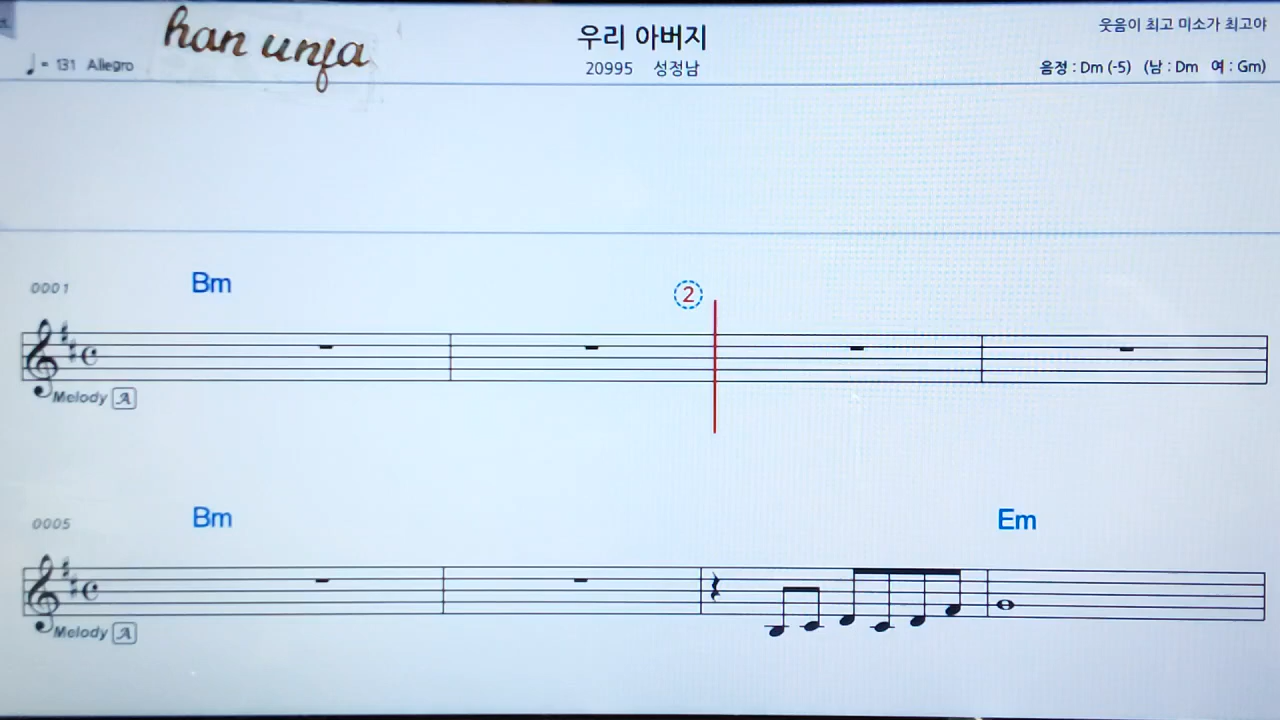 han unfa
우리 아버지
웃음이 최고 미소가 최고야
♩ = 131 Allegro
20995 성정남
음정 : Dm (-5) (남 : Dm 여 : Gm)
0001 Bm
②
Melody A
0005 Bm Em
Melody A